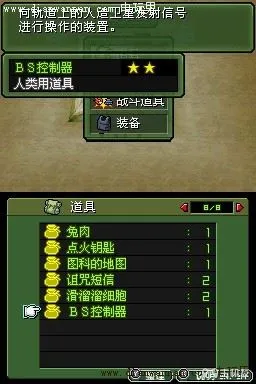 向轨道上的人造卫星发射信号
进行操作的装置。
BS控制器 ★★
人类用道具
战斗道具
装备
道具 8/8
兔肉 : 1
点火钥匙 : 1
图科的地图 : 1
诅咒短信 : 2
滑溜溜细胞 : 2
BS控制器 : 1